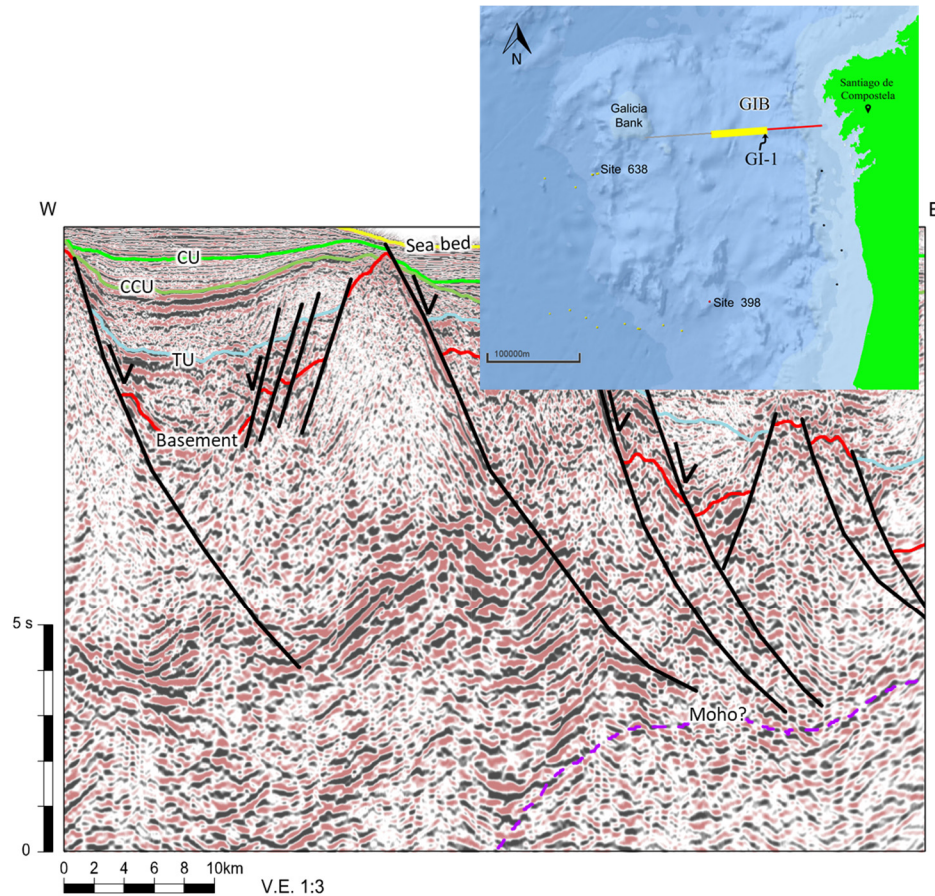 N
Santiago de
Compostela
Galicia
Bank
GIB
GI-1
Site 638
Site 398
100000m
W
E
Sea bed
CU
CCU
TU
Basement
5 s
Moho?
0
0 2 4 6 8 10km
V.E. 1:3